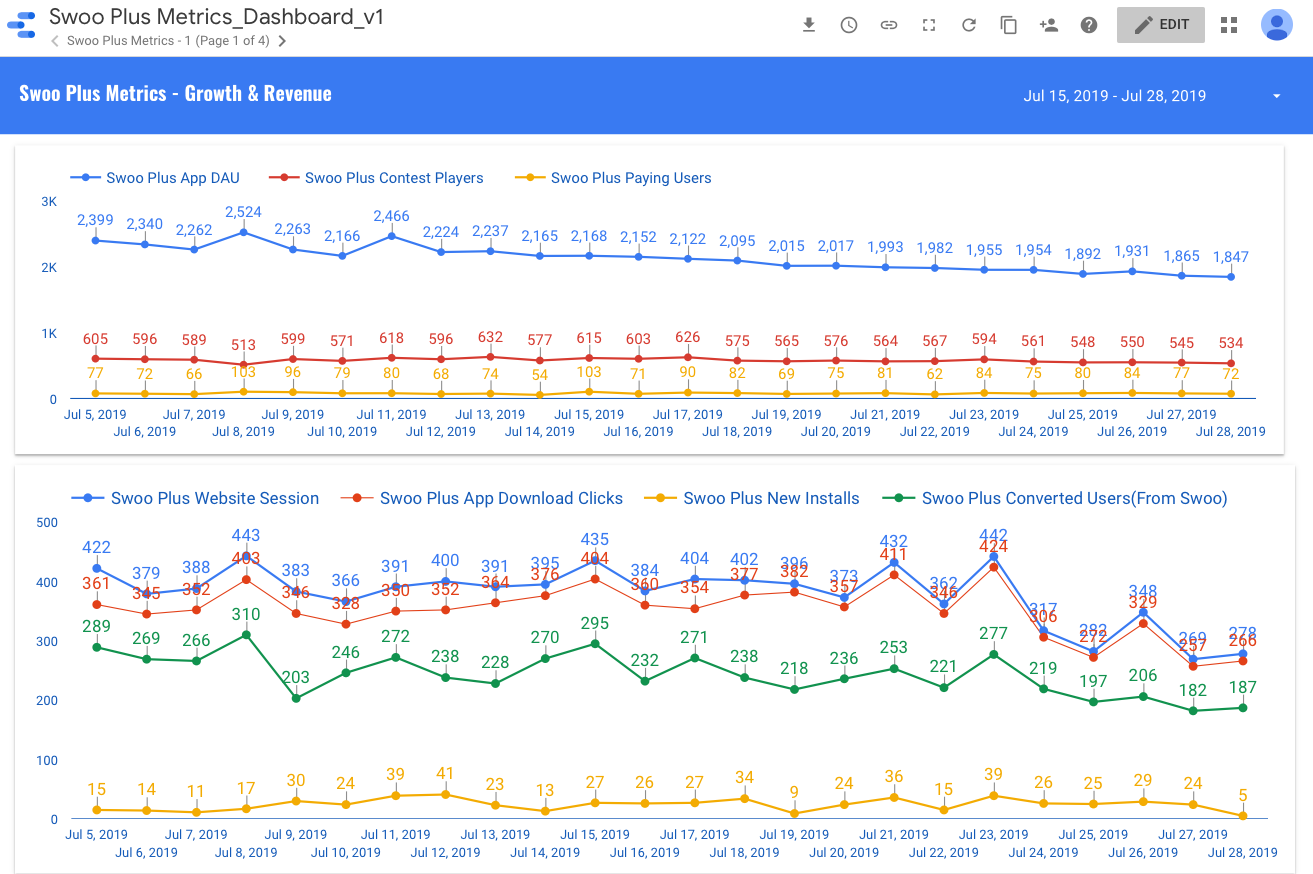 Swoo Plus Metrics_Dashboard_v1
Swoo Plus Metrics - 1 (Page 1 of 4)
EDIT
Swoo Plus Metrics - Growth & Revenue
Jul 15, 2019 - Jul 28, 2019
Swoo Plus App DAU Swoo Plus Contest Players Swoo Plus Paying Users
3K
2,399 2,340 2,262 2,524 2,263 2,166 2,466 2,224 2,237 2,165 2,168 2,152 2,122 2,095 2,015 2,017 1,993 1,982 1,955 1,954 1,892 1,931 1,865 1,847
2K
1K
605 596 589 513 599 571 618 596 632 577 615 603 626 575 565 576 564 567 594 561 548 550 545 534
77 72 66 103 96 79 80 68 74 54 103 71 90 82 69 75 81 62 84 75 80 84 77 72
0
Jul 5, 2019 Jul 7, 2019 Jul 9, 2019 Jul 11, 2019 Jul 13, 2019 Jul 15, 2019 Jul 17, 2019 Jul 19, 2019 Jul 21, 2019 Jul 23, 2019 Jul 25, 2019 Jul 27, 2019
Jul 6, 2019 Jul 8, 2019 Jul 10, 2019 Jul 12, 2019 Jul 14, 2019 Jul 16, 2019 Jul 18, 2019 Jul 20, 2019 Jul 22, 2019 Jul 24, 2019 Jul 26, 2019 Jul 28, 2019
Swoo Plus Website Session Swoo Plus App Download Clicks Swoo Plus New Installs Swoo Plus Converted Users(From Swoo)
500
422 379 388 443 383 366 391 400 391 395 435 384 404 402 396 373 432 362 442 317 282 348 269 278
400
361 345 352 403 346 328 350 352 364 376 404 360 354 377 382 357 411 346 424 306 272 329 257 266
300
289 269 266 310 203 246 272 238 228 270 295 232 271 238 218 236 253 221 277 219 197 206 182 187
200
100
15 14 11 17 30 24 39 41 23 13 27 26 27 34 9 24 36 15 39 26 25 29 24 5
0
Jul 5, 2019 Jul 7, 2019 Jul 9, 2019 Jul 11, 2019 Jul 13, 2019 Jul 15, 2019 Jul 17, 2019 Jul 19, 2019 Jul 21, 2019 Jul 23, 2019 Jul 25, 2019 Jul 27, 2019
Jul 6, 2019 Jul 8, 2019 Jul 10, 2019 Jul 12, 2019 Jul 14, 2019 Jul 16, 2019 Jul 18, 2019 Jul 20, 2019 Jul 22, 2019 Jul 24, 2019 Jul 26, 2019 Jul 28, 2019